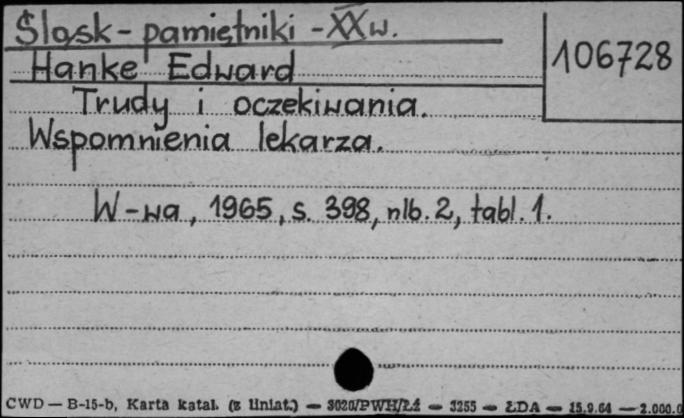 Śląsk - pamiętniki - XX w.
106728
Hanke Edward
Trudy i oczekiwania.
Wspomnienia lekarza.
W-wa, 1965, s. 398, nlb. 2, tabl. 1.
CWD — B-15-b, Karta katal. (z liniat.) — 3020/PWH/ŁŁ — 3255 — ŁDA — 15.9.64 — 2.000.0